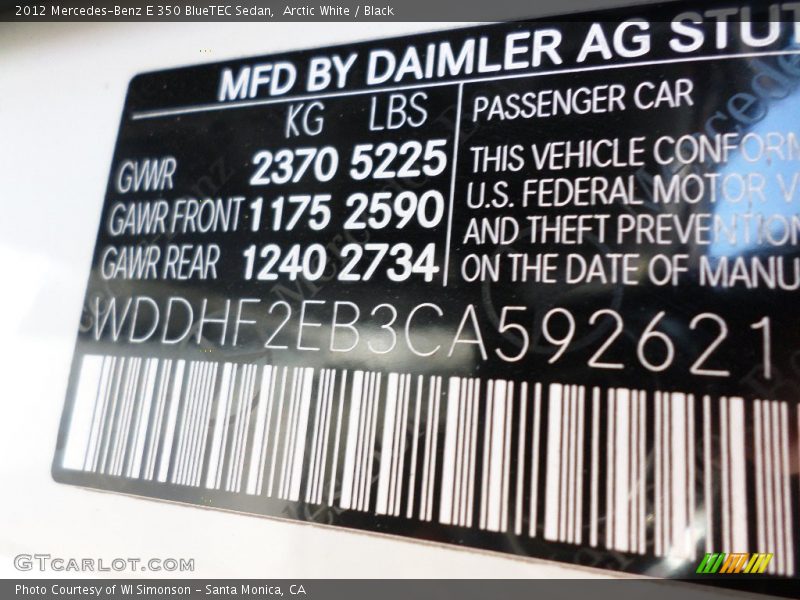 2012 Mercedes-Benz E 350 BlueTEC Sedan, Arctic White / Black
MFD BY DAIMLER AG STUT
KG LBS
GVWR 2370 5225
GAWR FRONT 1175 2590
GAWR REAR 1240 2734
PASSENGER CAR
THIS VEHICLE CONFORM
U.S. FEDERAL MOTOR V
AND THEFT PREVENTION
ON THE DATE OF MANU
WDDHF2EB3CA592621
GTCARLOT.COM
Photo Courtesy of WI Simonson - Santa Monica, CA